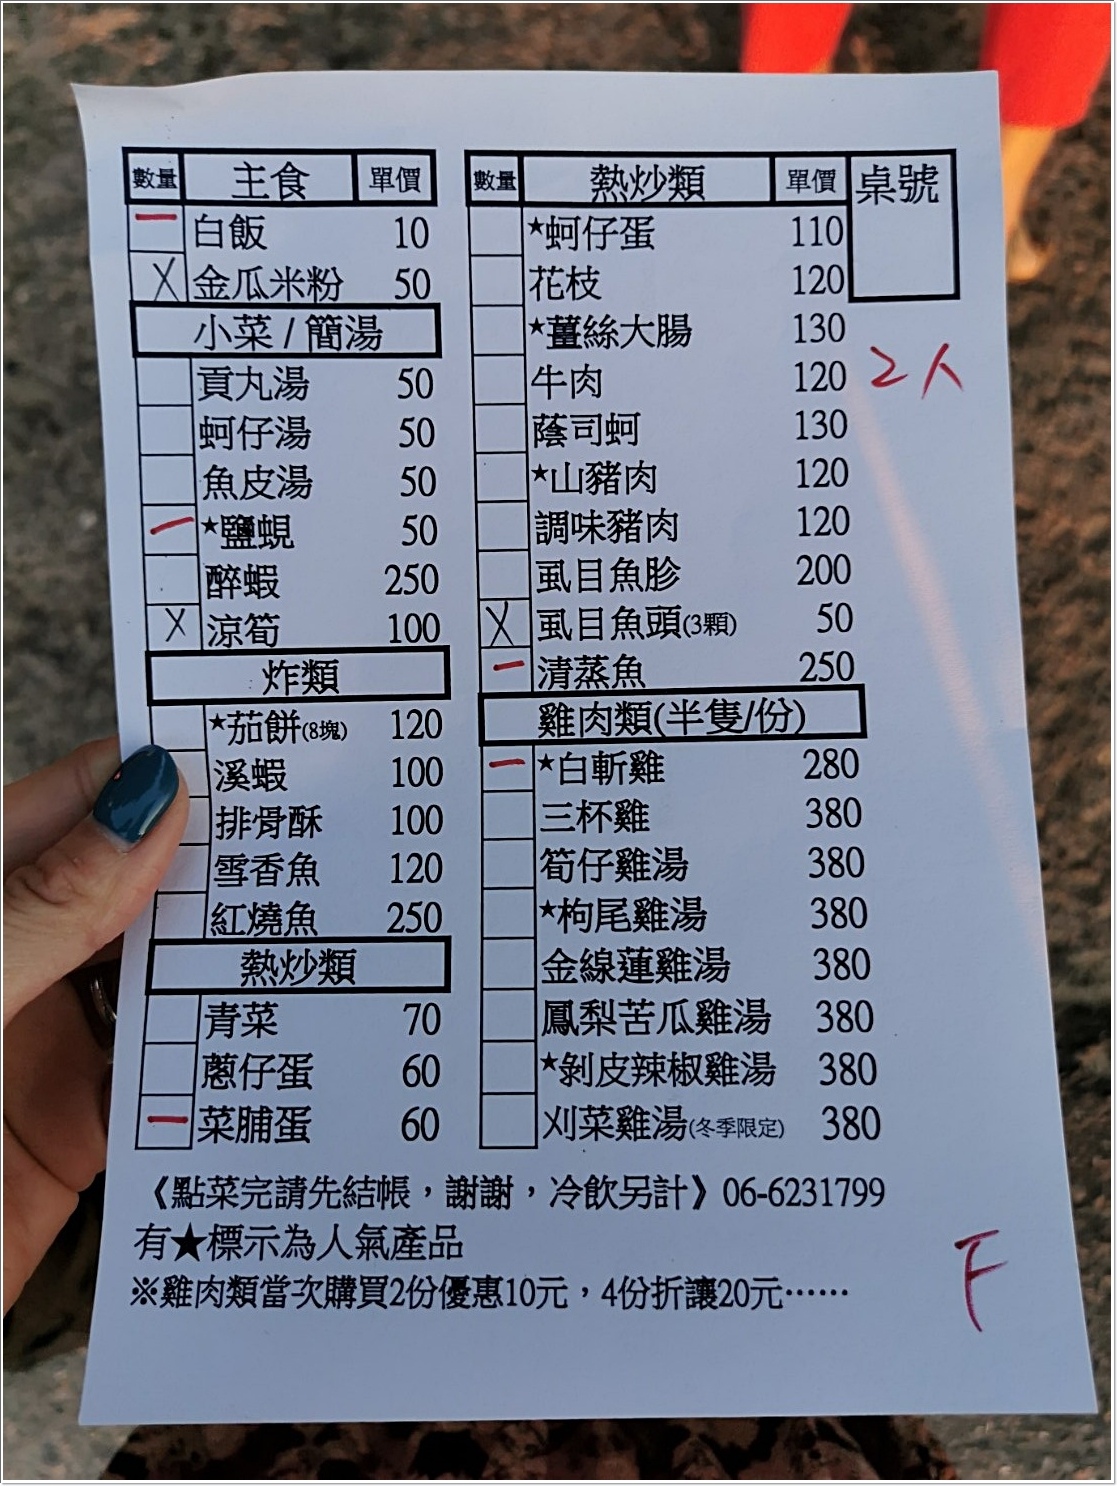 數量 主食 單價
一 白飯 10
X 金瓜米粉 50
小菜 / 簡湯
貢丸湯 50
蚵仔湯 50
魚皮湯 50
一 ★鹽蜆 50
醉蝦 250
X 涼筍 100
炸類
★茄餅(8塊) 120
溪蝦 100
排骨酥 100
雪香魚 120
紅燒魚 250
熱炒類
青菜 70
蔥仔蛋 60
一 菜脯蛋 60
數量 熱炒類 單價
★蚵仔蛋 110
花枝 120
★薑絲大腸 130
牛肉 120
蔭司蚵 130
★山豬肉 120
調味豬肉 120
虱目魚胗 200
X 虱目魚頭(3顆) 50
一 清蒸魚 250
雞肉類(半隻/份)
一 ★白斬雞 280
三杯雞 380
筍仔雞湯 380
★枸尾雞湯 380
金線蓮雞湯 380
鳳梨苦瓜雞湯 380
★剝皮辣椒雞湯 380
刈菜雞湯(冬季限定) 380
桌號
2人
《點菜完請先結帳，謝謝，冷飲另計》06-6231799
有★標示為人氣產品
※雞肉類當次購買2份優惠10元，4份折讓20元……
F